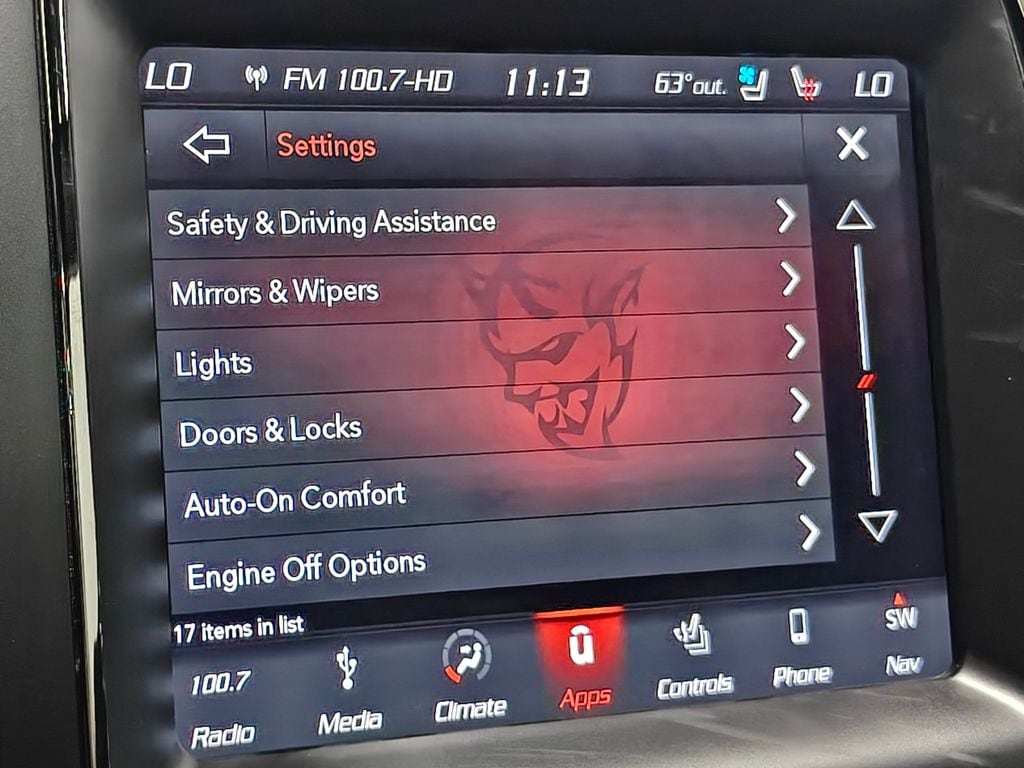 LO FM 100.7-HD 11:13 63°out. LO
Settings
Safety & Driving Assistance
Mirrors & Wipers
Lights
Doors & Locks
Auto-On Comfort
Engine Off Options
17 items in list
100.7 SW
Radio Media Climate Apps Controls Phone Nav